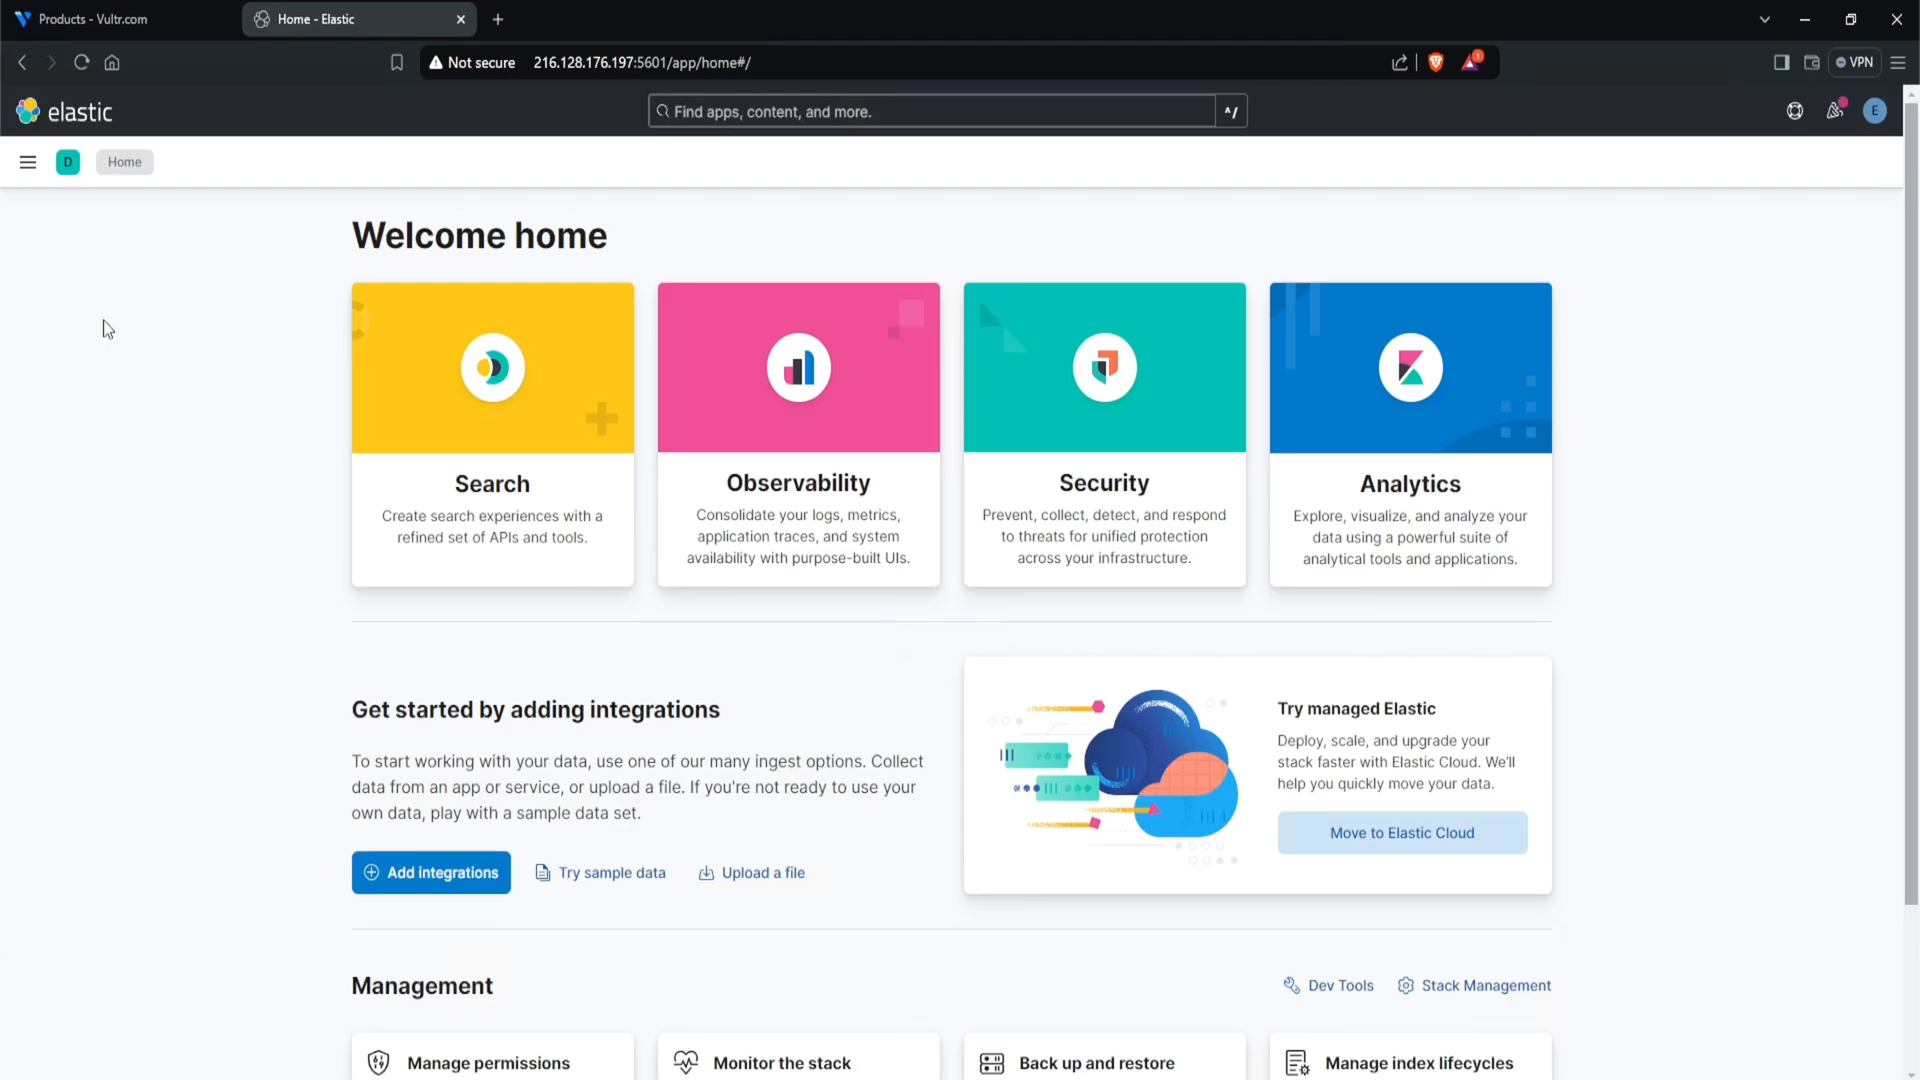 Products - Vultr.com
Home - Elastic
Not secure 216.128.176.197:5601/app/home#/
1
VPN
elastic
Find apps, content, and more.
^/
E
D
Home
Welcome home
Search
Create search experiences with a
refined set of APIs and tools.
Observability
Consolidate your logs, metrics,
application traces, and system
availability with purpose-built UIs.
Security
Prevent, collect, detect, and respond
to threats for unified protection
across your infrastructure.
Analytics
Explore, visualize, and analyze your
data using a powerful suite of
analytical tools and applications.
Get started by adding integrations
To start working with your data, use one of our many ingest options. Collect
data from an app or service, or upload a file. If you're not ready to use your
own data, play with a sample data set.
Add integrations
Try sample data
Upload a file
Try managed Elastic
Deploy, scale, and upgrade your
stack faster with Elastic Cloud. We'll
help you quickly move your data.
Move to Elastic Cloud
Management
Dev Tools
Stack Management
Manage permissions
Monitor the stack
Back up and restore
Manage index lifecycles